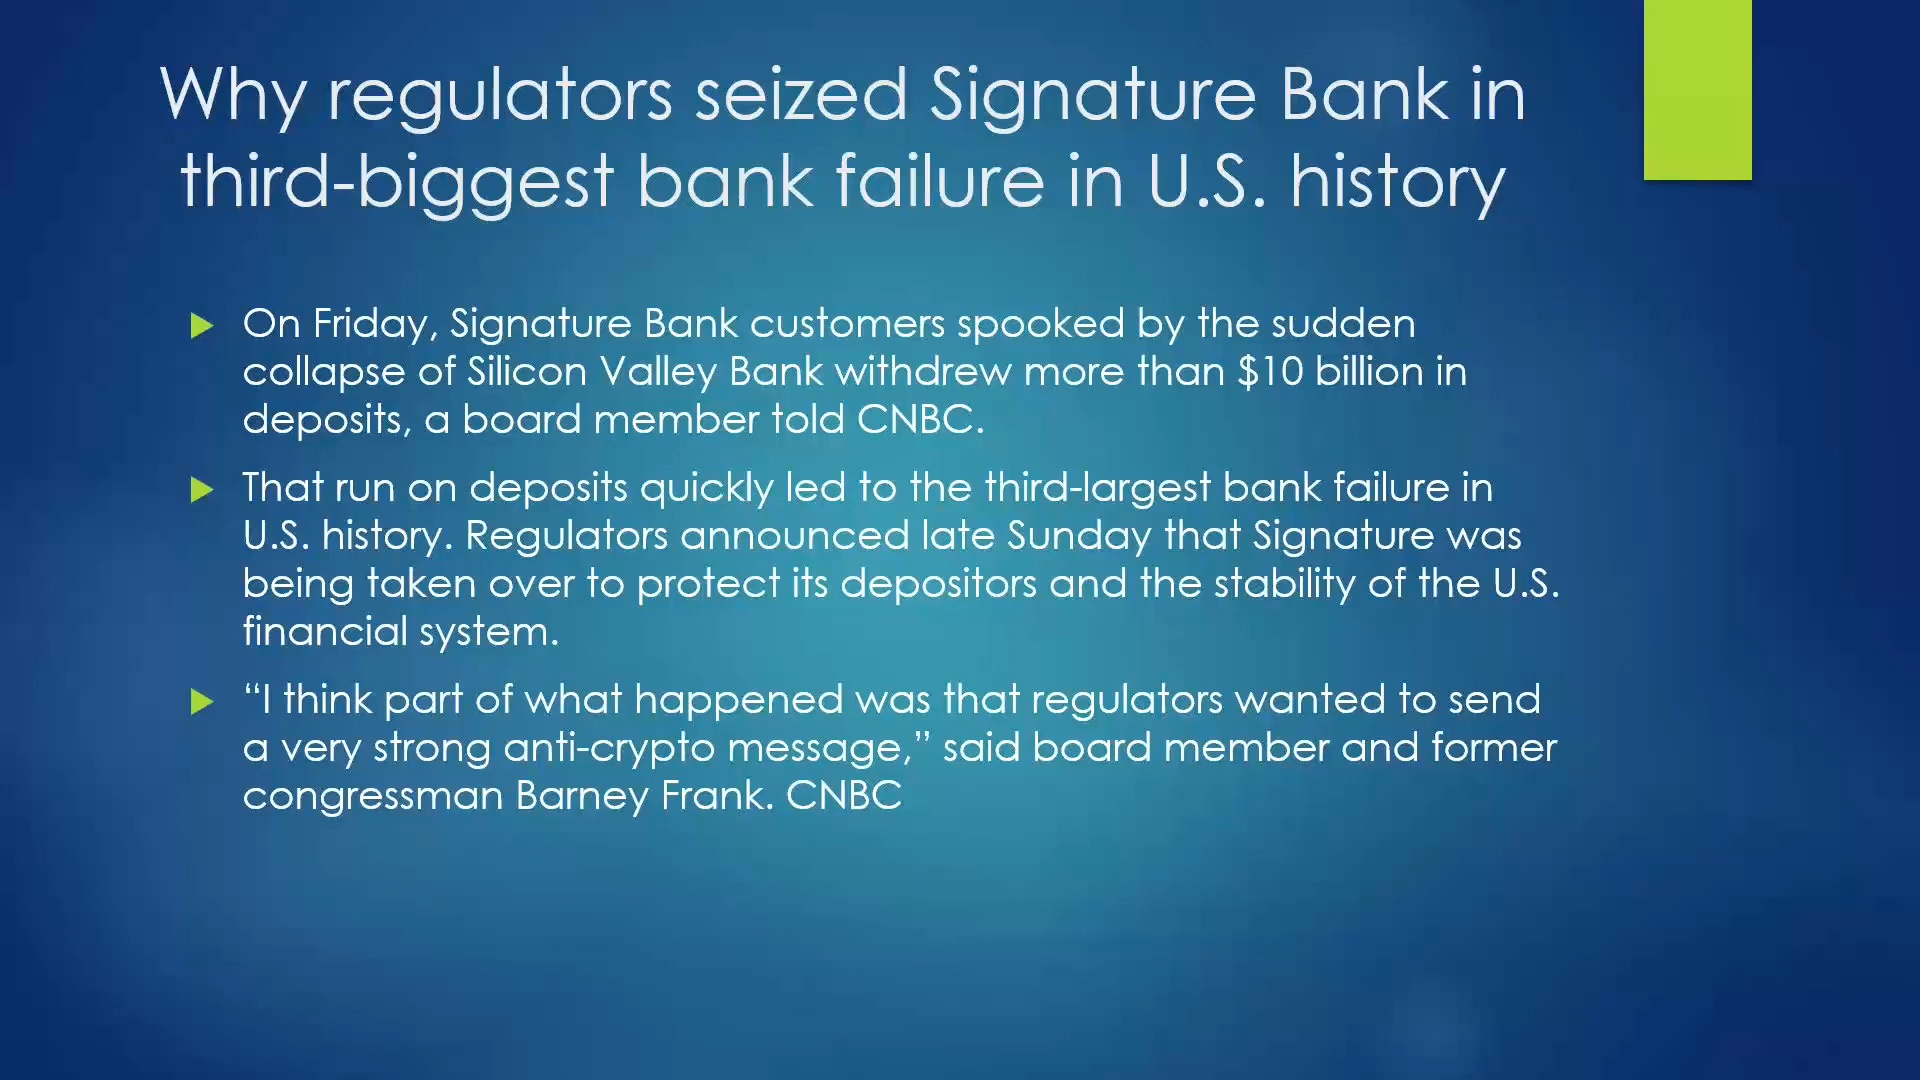 Why regulators seized Signature Bank in
third-biggest bank failure in U.S. history
On Friday, Signature Bank customers spooked by the sudden
collapse of Silicon Valley Bank withdrew more than $10 billion in
deposits, a board member told CNBC.
That run on deposits quickly led to the third-largest bank failure in
U.S. history. Regulators announced late Sunday that Signature was
being taken over to protect its depositors and the stability of the U.S.
financial system.
“I think part of what happened was that regulators wanted to send
a very strong anti-crypto message,” said board member and former
congressman Barney Frank. CNBC